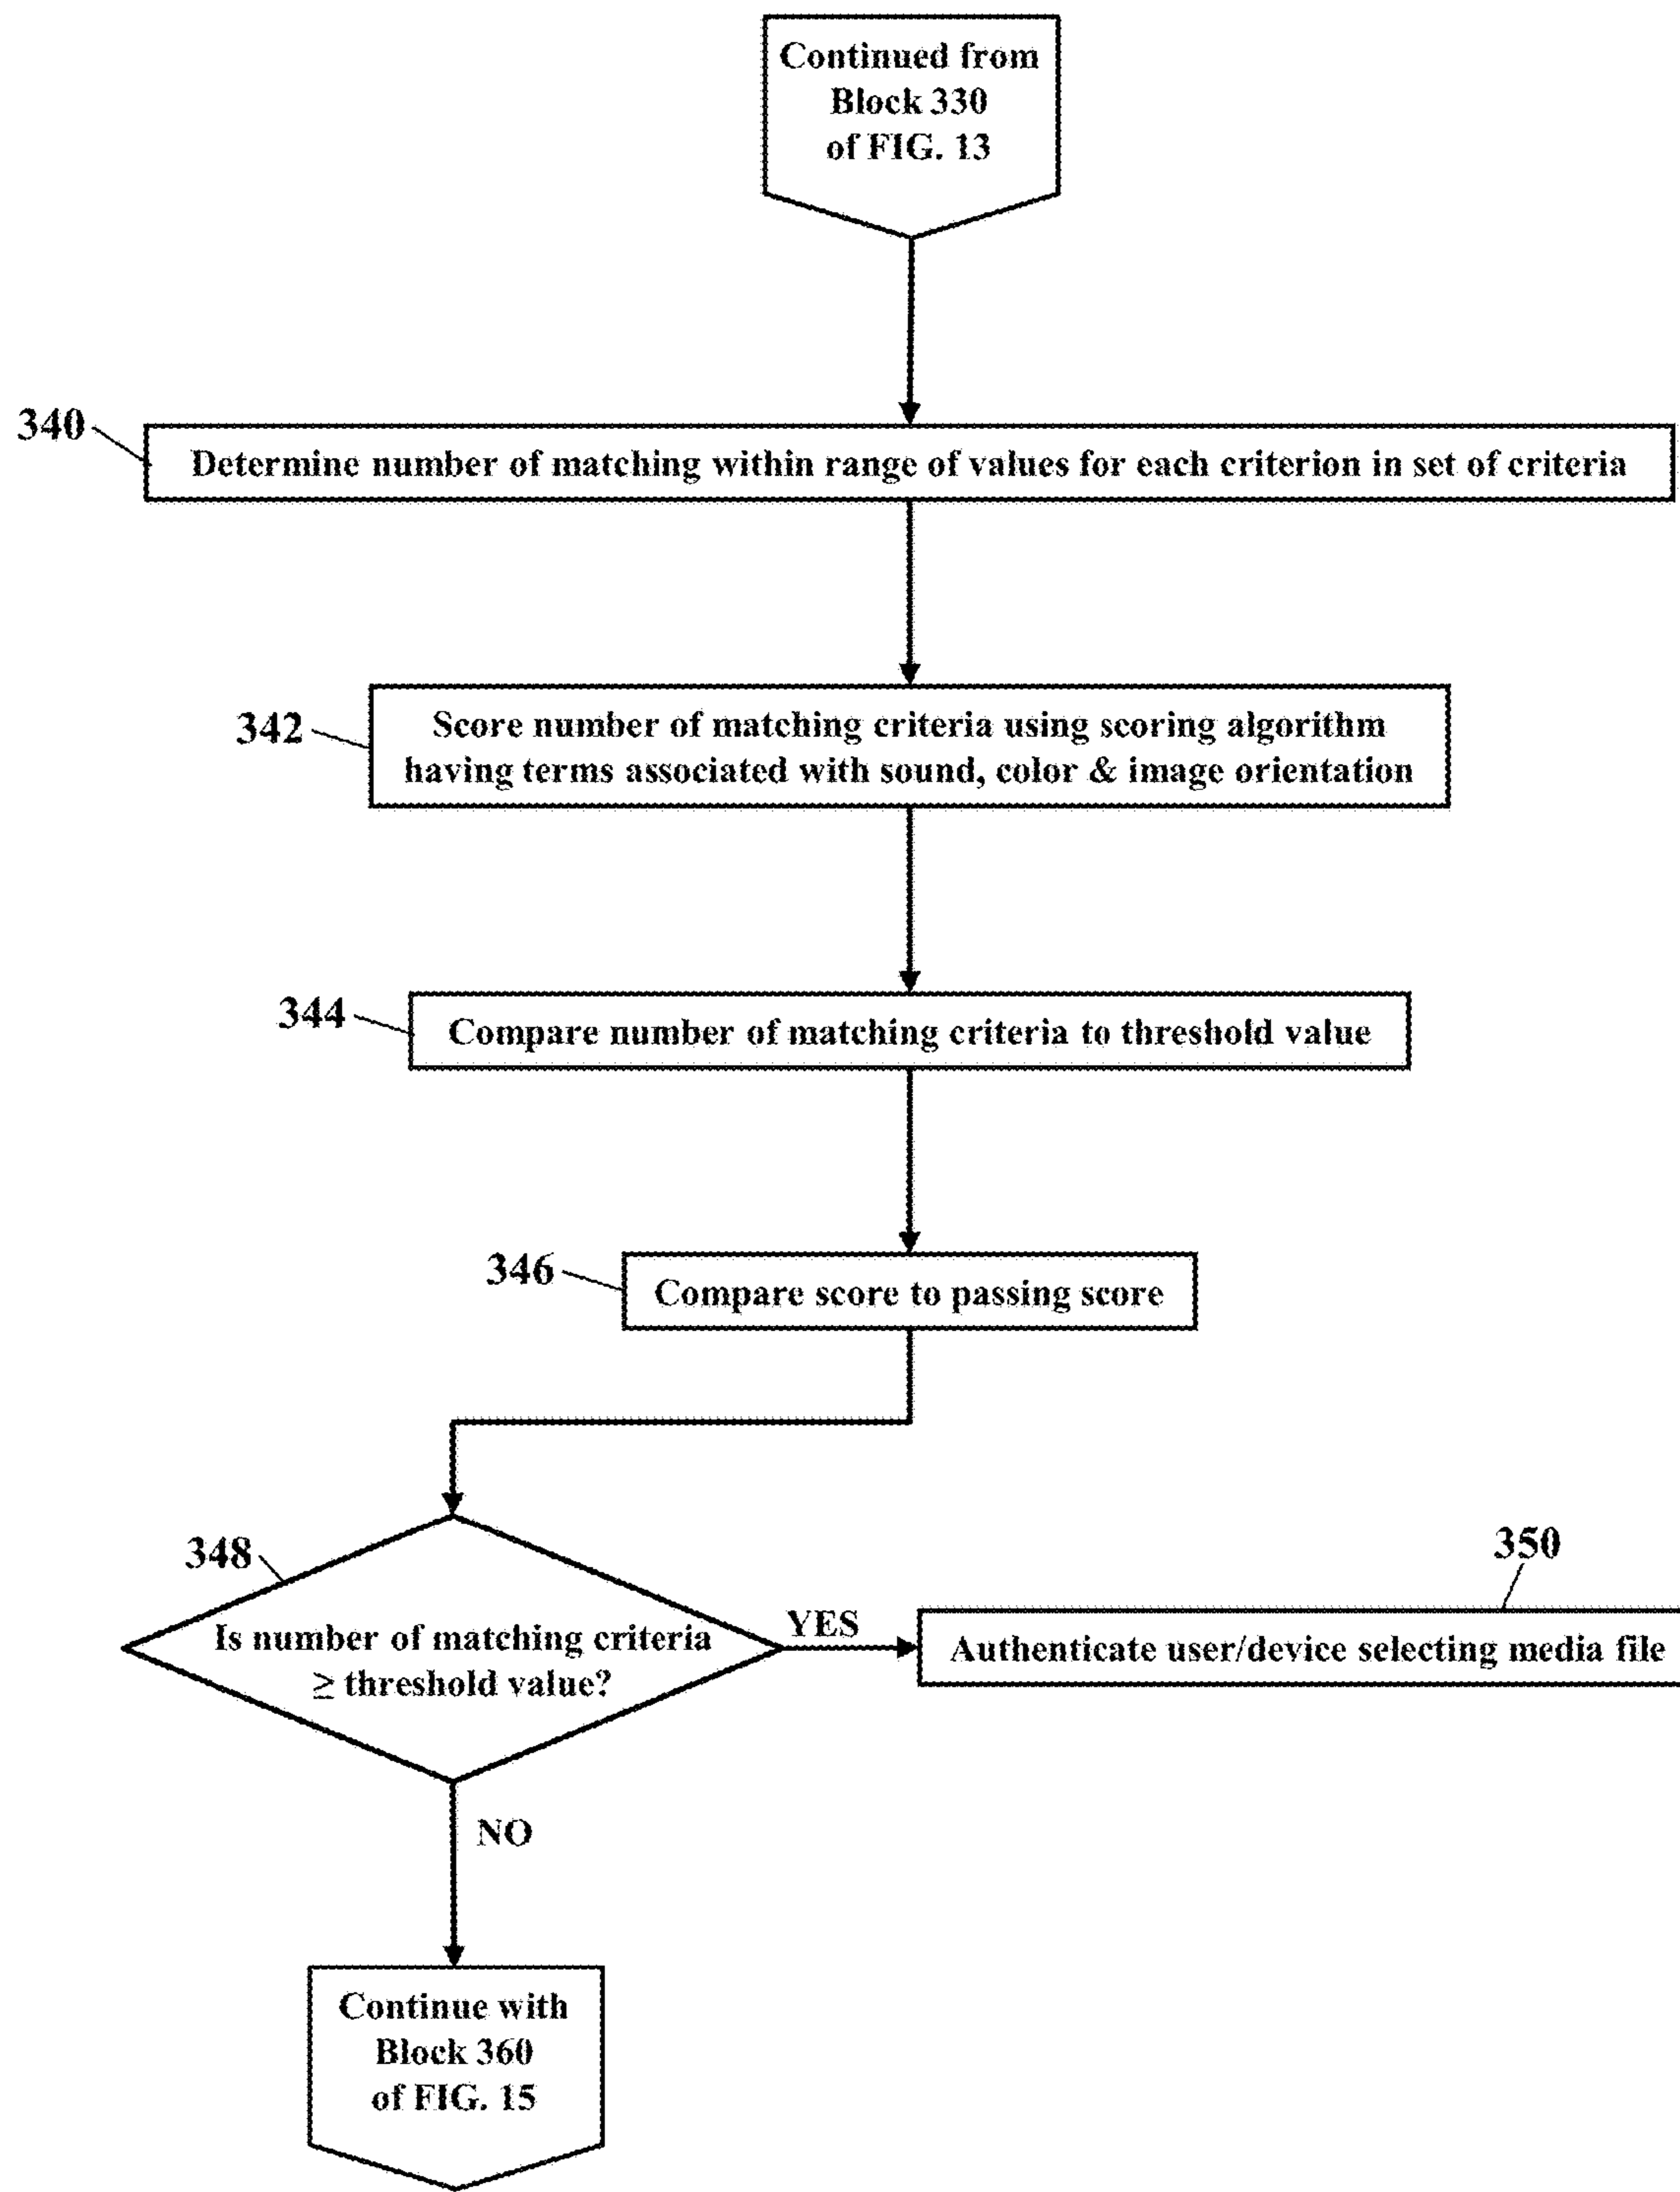 Continued from
Block 330
of FIG. 13
340
Determine number of matching within range of values for each criterion in set of criteria
342
Score number of matching criteria using scoring algorithm
having terms associated with sound, color & image orientation
344
Compare number of matching criteria to threshold value
346
Compare score to passing score
348
Is number of matching criteria
≥ threshold value?
YES
350
Authenticate user/device selecting media file
NO
Continue with
Block 360
of FIG. 15